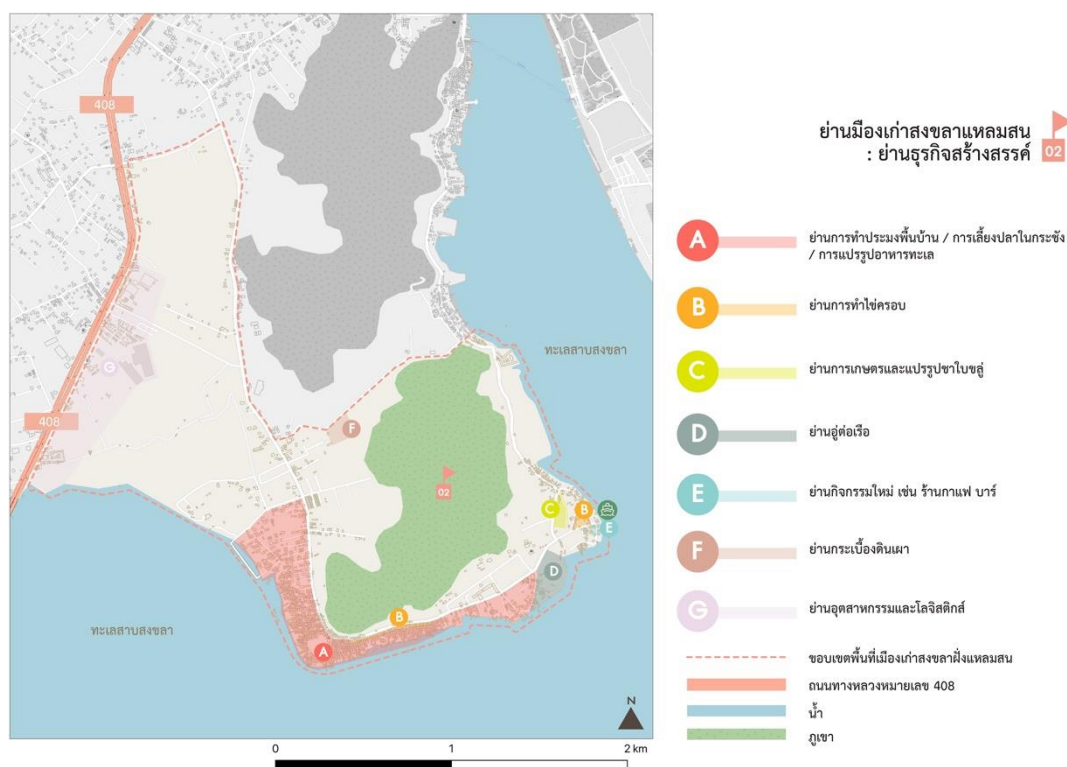 408
408
ทะเลสาบสงขลา
ทะเลสาบสงขลา
G
F
02
C
B
E
D
B
A
N
0
1
2 km
ย่านมืองเก่าสงขลาแหลมสน
: ย่านธุรกิจสร้างสรรค์
02
A
ย่านการทำประมงพื้นบ้าน / การเลี้ยงปลาในกระชัง
/ การแปรรูปอาหารทะเล
B
ย่านการทำไข่ครอบ
C
ย่านการเกษตรและแปรรูปชาใบขลู่
D
ย่านอู่ต่อเรือ
E
ย่านกิจกรรมใหม่ เช่น ร้านกาแฟ บาร์
F
ย่านกระเบื้องดินเผา
G
ย่านอุตสาหกรรมและโลจิสติกส์
ขอบเขตพื้นที่เมืองเก่าสงขลาฝั่งแหลมสน
ถนนทางหลวงหมายเลข 408
น้ำ
ภูเขา